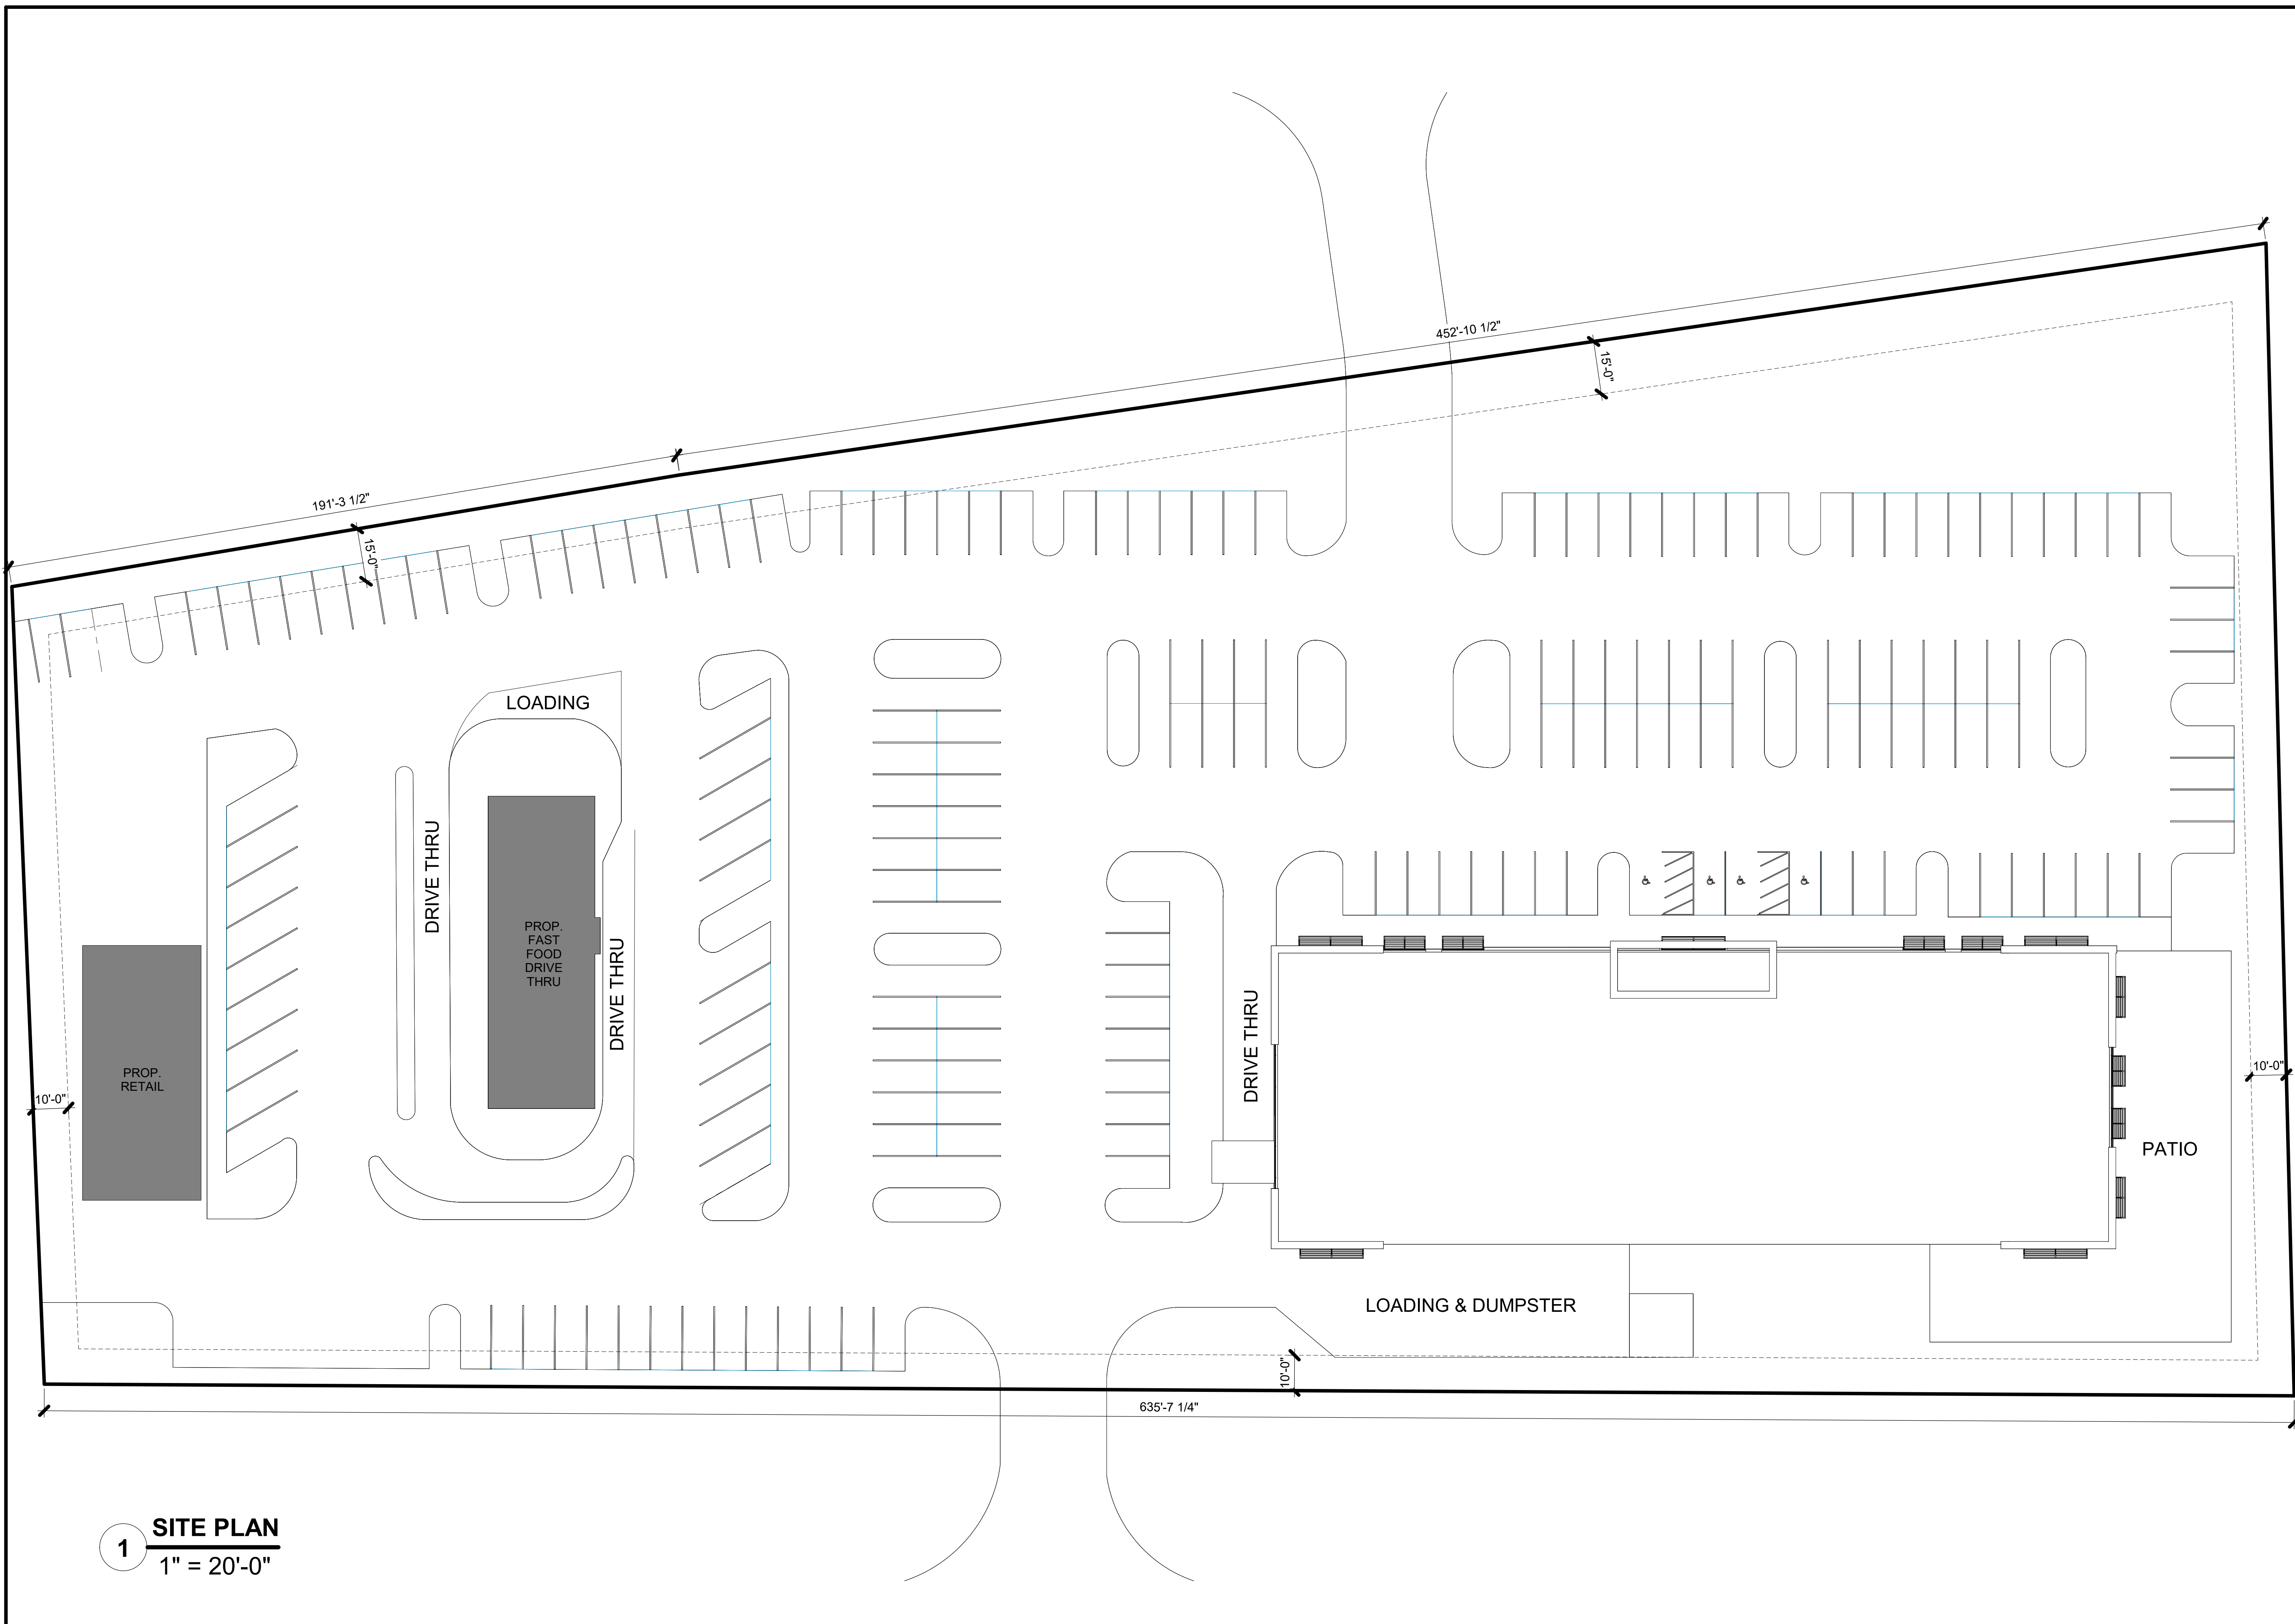 452'-10 1/2"
15'-0"
191'-3 1/2"
15'-0"
LOADING
DRIVE THRU
PROP.
FAST
FOOD
DRIVE
THRU
DRIVE THRU
DRIVE THRU
PROP.
RETAIL
10'-0"
10'-0"
PATIO
LOADING & DUMPSTER
10'-0"
635'-7 1/4"
1
SITE PLAN
1" = 20'-0"